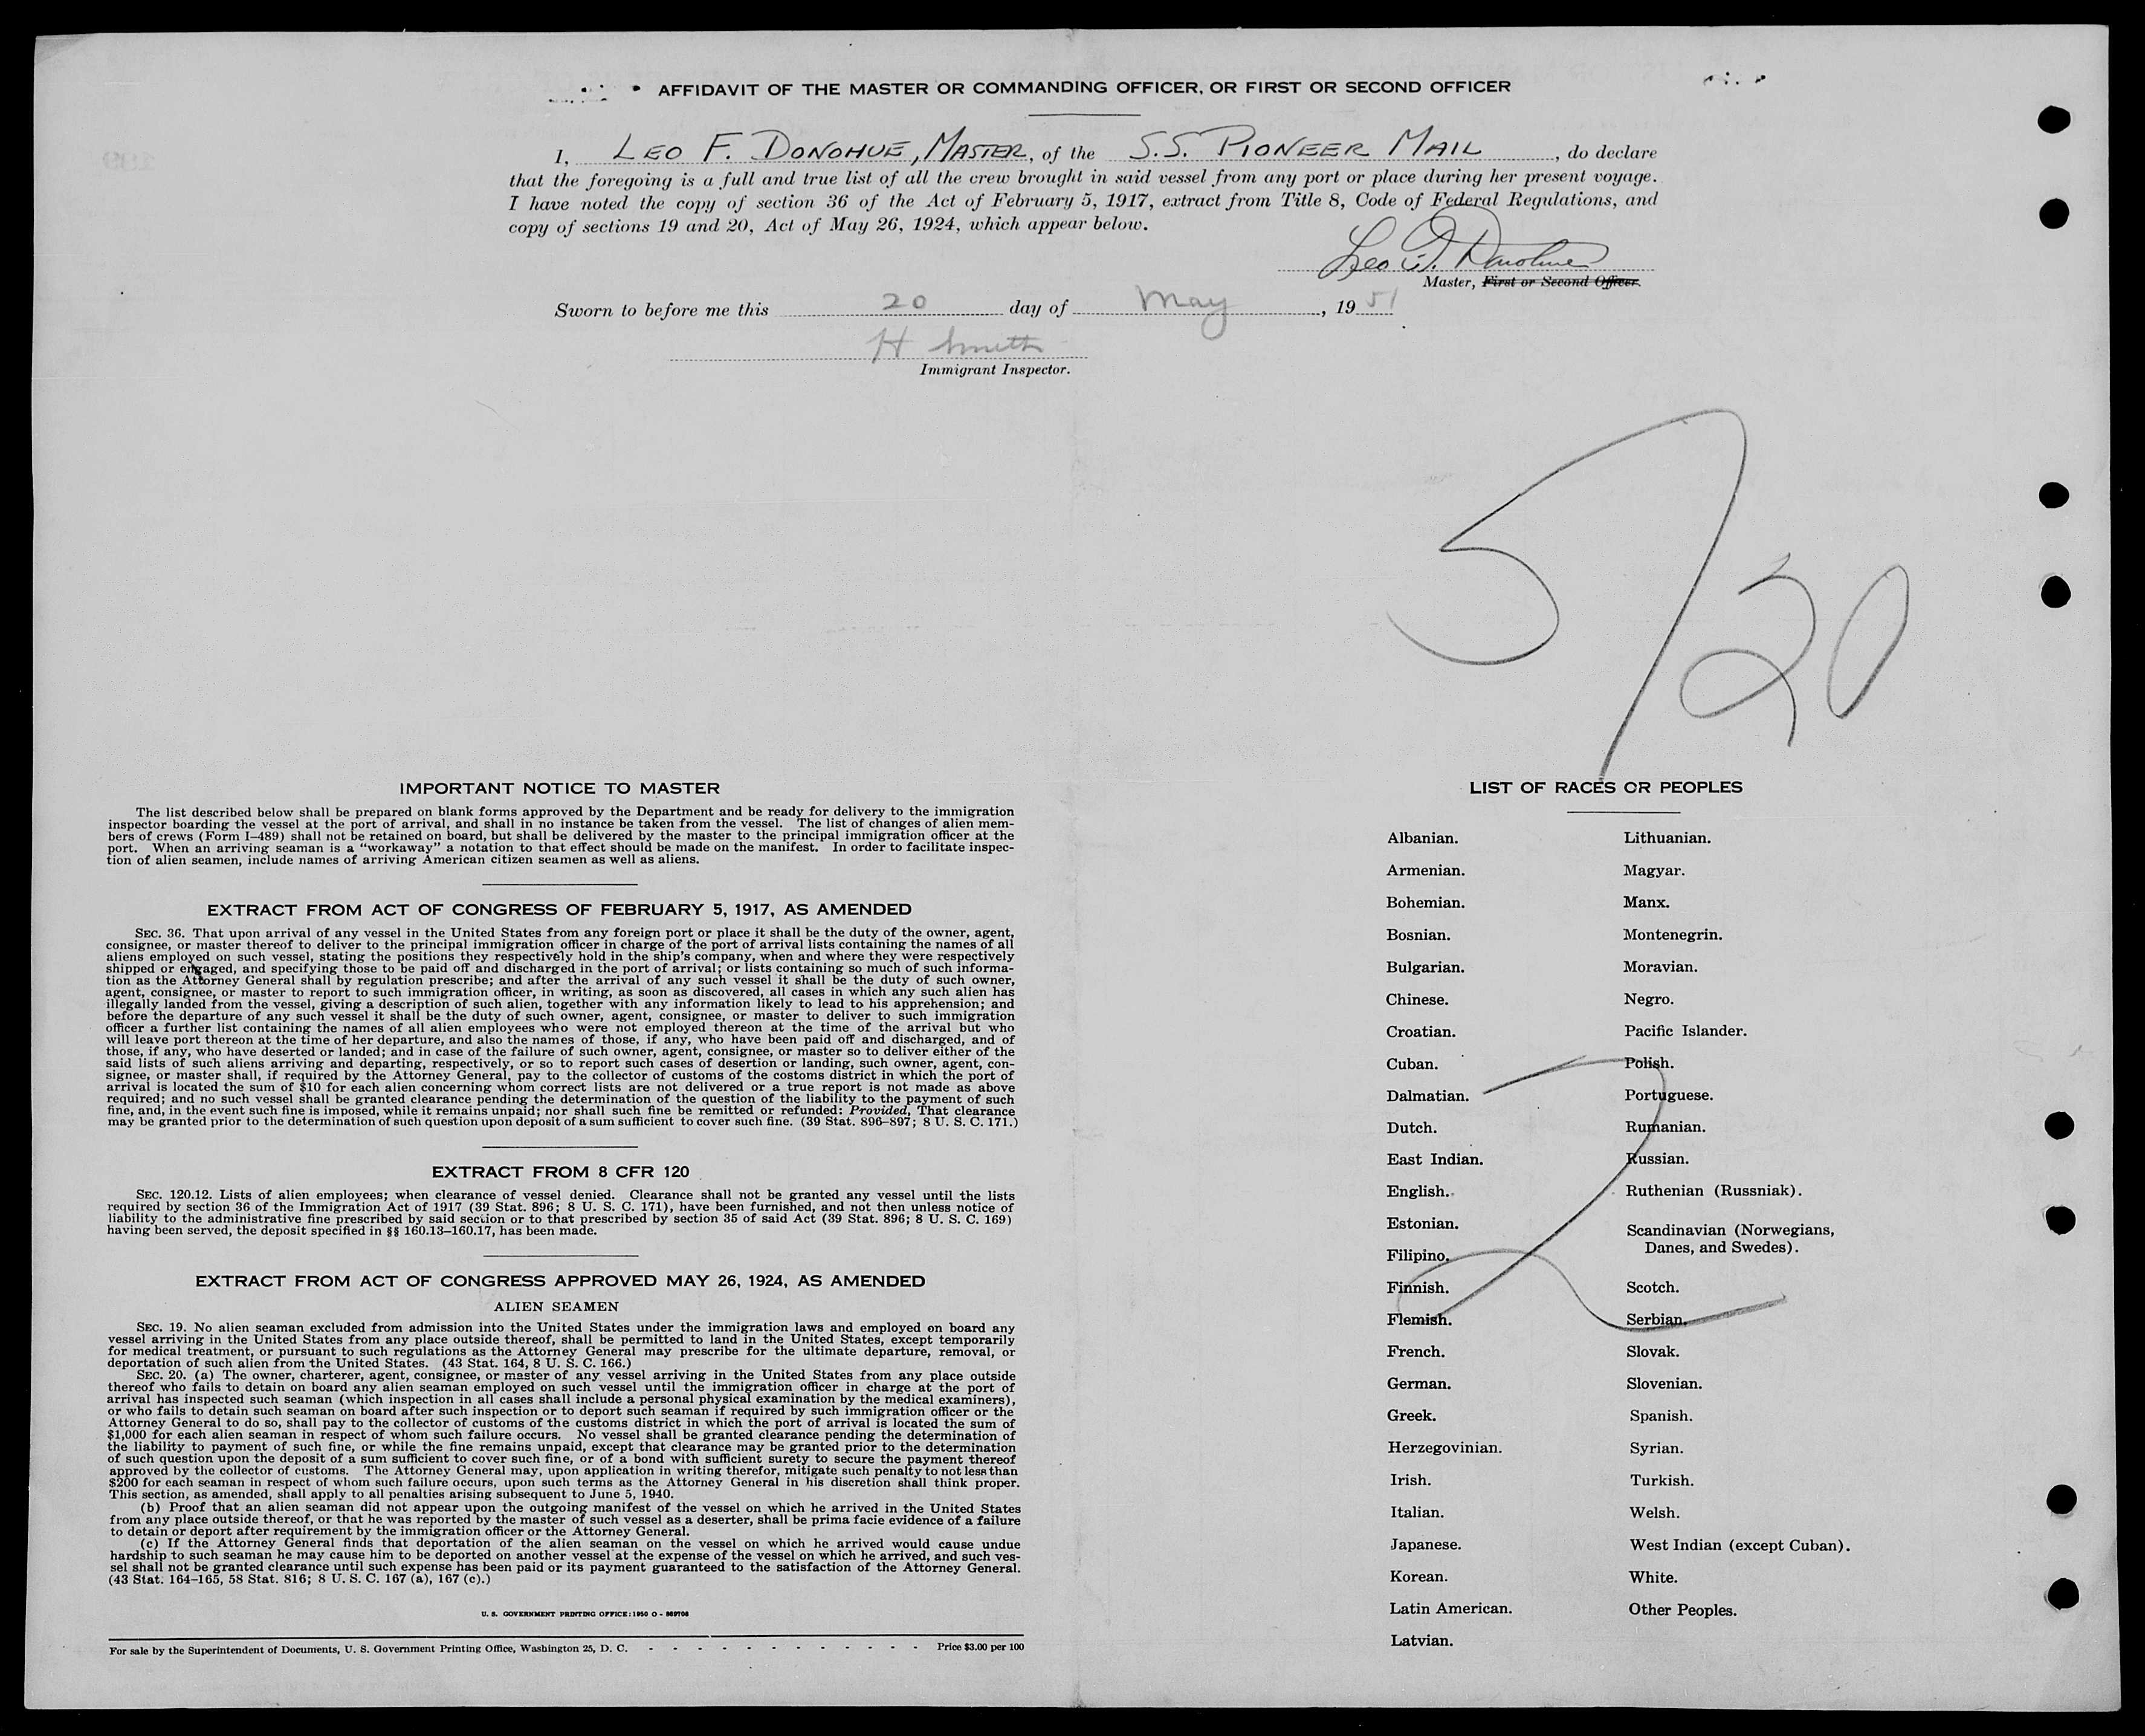 AFFIDAVIT OF THE MASTER OR COMMANDING OFFICER, OR FIRST OR SECOND OFFICER
I, LEO F. DONOHUE, MASTER, of the S.S. PIONEER MAIL, do declare
that the foregoing is a full and true list of all the crew brought in said vessel from any port or place during her present voyage.
I have noted the copy of section 36 of the Act of February 5, 1917, extract from Title 8, Code of Federal Regulations, and
copy of sections 19 and 20, Act of May 26, 1924, which appear below.
Leo F. Donohue
Master, First or Second Officer.
Sworn to before me this 20 day of May, 1951
H Smith
Immigrant Inspector.
5/20
IMPORTANT NOTICE TO MASTER
The list described below shall be prepared on blank forms approved by the Department and be ready for delivery to the immigration
inspector boarding the vessel at the port of arrival, and shall in no instance be taken from the vessel. The list of changes of alien mem-
bers of crews (Form I–489) shall not be retained on board, but shall be delivered by the master to the principal immigration officer at the
port. When an arriving seaman is a “workaway” a notation to that effect should be made on the manifest. In order to facilitate inspec-
tion of alien seamen, include names of arriving American citizen seamen as well as aliens.
EXTRACT FROM ACT OF CONGRESS OF FEBRUARY 5, 1917, AS AMENDED
SEC. 36. That upon arrival of any vessel in the United States from any foreign port or place it shall be the duty of the owner, agent,
consignee, or master thereof to deliver to the principal immigration officer in charge of the port of arrival lists containing the names of all
aliens employed on such vessel, stating the positions they respectively hold in the ship's company, when and where they were respectively
shipped or engaged, and specifying those to be paid off and discharged in the port of arrival; or lists containing so much of such informa-
tion as the Attorney General shall by regulation prescribe; and after the arrival of any such vessel it shall be the duty of such owner,
agent, consignee, or master to report to such immigration officer, in writing, as soon as discovered, all cases in which any such alien has
illegally landed from the vessel, giving a description of such alien, together with any information likely to lead to his apprehension; and
before the departure of any such vessel it shall be the duty of such owner, agent, consignee, or master to deliver to such immigration
officer a further list containing the names of all alien employees who were not employed thereon at the time of the arrival but who
will leave port thereon at the time of her departure, and also the names of those, if any, who have been paid off and discharged, and of
those, if any, who have deserted or landed; and in case of the failure of such owner, agent, consignee, or master so to deliver either of the
said lists of such aliens arriving and departing, respectively, or so to report such cases of desertion or landing, such owner, agent, con-
signee, or master shall, if required by the Attorney General, pay to the collector of customs of the costoms district in which the port of
arrival is located the sum of $10 for each alien concerning whom correct lists are not delivered or a true report is not made as above
required; and no such vessel shall be granted clearance pending the determination of the question of the liability to the payment of such
fine, and, in the event such fine is imposed, while it remains unpaid; nor shall such fine be remitted or refunded: Provided, That clearance
may be granted prior to the determination of such question upon deposit of a sum sufficient to cover such fine. (39 Stat. 896–897; 8 U. S. C. 171.)
EXTRACT FROM 8 CFR 120
SEC. 120.12. Lists of alien employees; when clearance of vessel denied. Clearance shall not be granted any vessel until the lists
required by section 36 of the Immigration Act of 1917 (39 Stat. 896; 8 U. S. C. 171), have been furnished, and not then unless notice of
liability to the administrative fine prescribed by said section or to that prescribed by section 35 of said Act (39 Stat. 896; 8 U. S. C. 169)
having been served, the deposit specified in §§ 160.13–160.17, has been made.
EXTRACT FROM ACT OF CONGRESS APPROVED MAY 26, 1924, AS AMENDED
ALIEN SEAMEN
SEC. 19. No alien seaman excluded from admission into the United States under the immigration laws and employed on board any
vessel arriving in the United States from any place outside thereof, shall be permitted to land in the United States, except temporarily
for medical treatment, or pursuant to such regulations as the Attorney General may prescribe for the ultimate departure, removal, or
deportation of such alien from the United States. (43 Stat. 164, 8 U. S. C. 166.)
SEC. 20. (a) The owner, charterer, agent, consignee, or master of any vessel arriving in the United States from any place outside
thereof who fails to detain on board any alien seaman employed on such vessel until the immigration officer in charge at the port of
arrival has inspected such seaman (which inspection in all cases shall include a personal physical examination by the medical examiners),
or who fails to detain such seaman on board after such inspection or to deport such seaman if required by such immigration officer or the
Attorney General to do so, shall pay to the collector of customs of the customs district in which the port of arrival is located the sum of
$1,000 for each alien seaman in respect of whom such failure occurs. No vessel shall be granted clearance pending the determination of
the liability to payment of such fine, or while the fine remains unpaid, except that clearance may be granted prior to the determination
of such question upon the deposit of a sum sufficient to cover such fine, or of a bond with sufficient surety to secure the payment thereof
approved by the collector of customs. The Attorney General may, upon application in writing therefor, mitigate such penalty to not less than
$200 for each seaman in respect of whom such failure occurs, upon such terms as the Attorney General in his discretion shall think proper.
This section, as amended, shall apply to all penalties arising subsequent to June 5, 1940.
(b) Proof that an alien seaman did not appear upon the outgoing manifest of the vessel on which he arrived in the United States
from any place outside thereof, or that he was reported by the master of such vessel as a deserter, shall be prima facie evidence of a failure
to detain or deport after requirement by the immigration officer or the Attorney General.
(c) If the Attorney General finds that deportation of the alien seaman on the vessel on which he arrived would cause undue
hardship to such seaman he may cause him to be deported on another vessel at the expense of the vessel on which he arrived, and such ves-
sel shall not be granted clearance until such expense has been paid or its payment guaranteed to the satisfaction of the Attorney General.
(43 Stat. 164–165, 58 Stat. 816; 8 U. S. C. 167 (a), 167 (c).)
U. S. GOVERNMENT PRINTING OFFICE: 1950 O - 869708
For sale by the Superintendent of Documents, U. S. Government Printing Office, Washington 25, D. C. - - - - - - - - - - - - Price $3.00 per 100
LIST OF RACES OR PEOPLES
Albanian.
Armenian.
Bohemian.
Bosnian.
Bulgarian.
Chinese.
Croatian.
Cuban.
Dalmatian.
Dutch.
East Indian.
English.
Estonian.
Filipino.
Finnish.
Flemish.
French.
German.
Greek.
Herzegovinian.
Irish.
Italian.
Japanese.
Korean.
Latin American.
Latvian.
Lithuanian.
Magyar.
Manx.
Montenegrin.
Moravian.
Negro.
Pacific Islander.
Polish.
Portuguese.
Rumanian.
Russian.
Ruthenian (Russniak).
Scandinavian (Norwegians,
Danes, and Swedes).
Scotch.
Serbian.
Slovak.
Slovenian.
Spanish.
Syrian.
Turkish.
Welsh.
West Indian (except Cuban).
White.
Other Peoples.